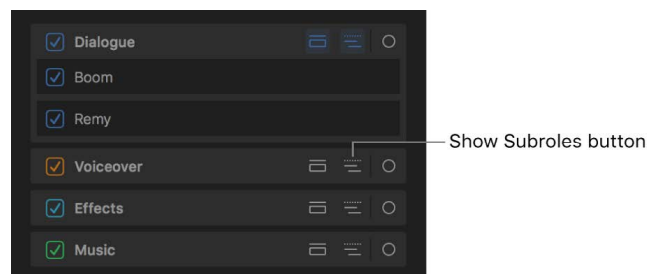 Dialogue
Boom
Remy
Show Subroles button
Voiceover
Effects
Music